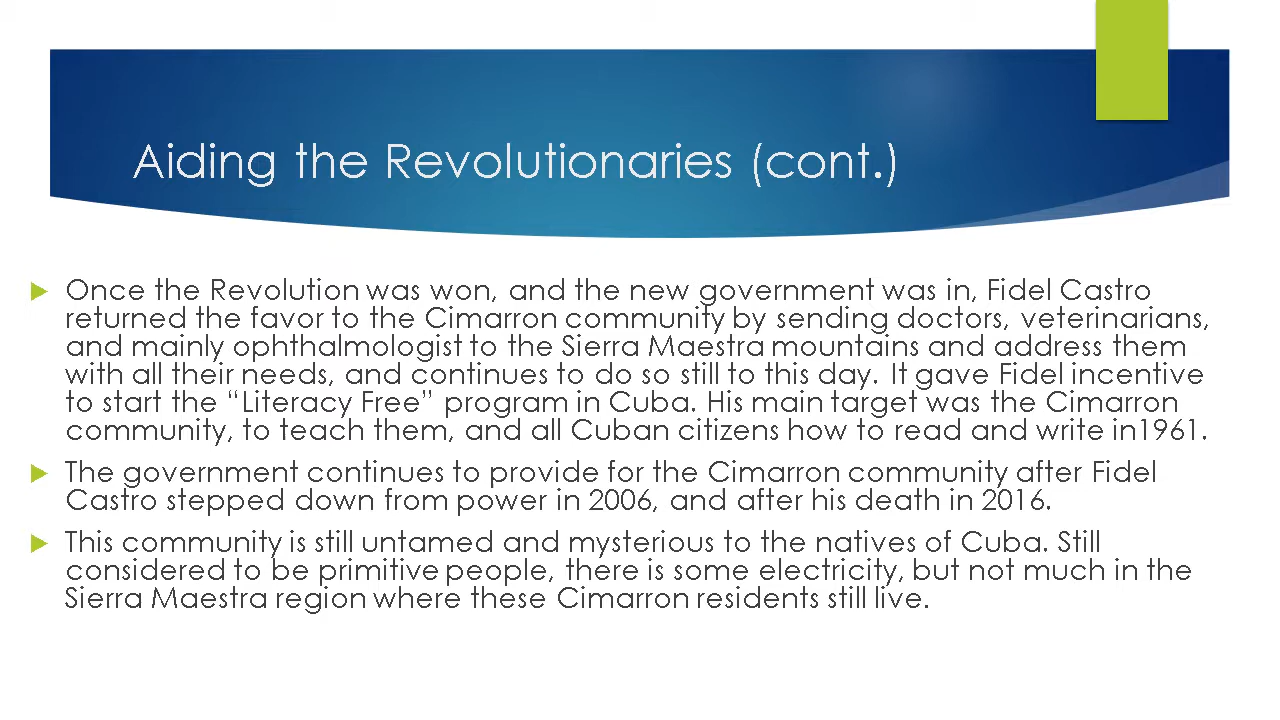 Aiding the Revolutionaries (cont.)
Once the Revolution was won, and the new government was in, Fidel Castro
returned the favor to the Cimarron community by sending doctors, veterinarians,
and mainly ophthalmologist to the Sierra Maestra mountains and address them
with all their needs, and continues to do so still to this day. It gave Fidel incentive
to start the “Literacy Free” program in Cuba. His main target was the Cimarron
community, to teach them, and all Cuban citizens how to read and write in1961.
The government continues to provide for the Cimarron community after Fidel
Castro stepped down from power in 2006, and after his death in 2016.
This community is still untamed and mysterious to the natives of Cuba. Still
considered to be primitive people, there is some electricity, but not much in the
Sierra Maestra region where these Cimarron residents still live.